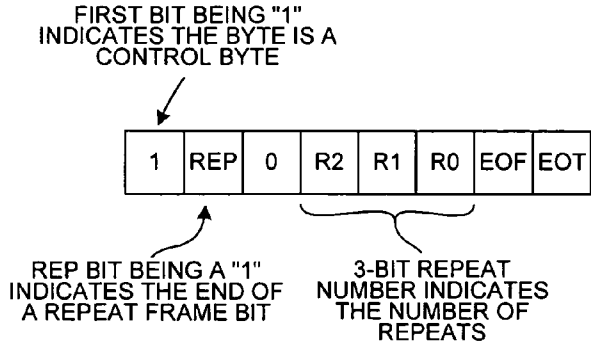 FIRST BIT BEING "1"
INDICATES THE BYTE IS A
CONTROL BYTE
1 REP 0 R2 R1 R0 EOF EOT
REP BIT BEING A "1"
INDICATES THE END OF
A REPEAT FRAME BIT
3-BIT REPEAT
NUMBER INDICATES
THE NUMBER OF
REPEATS